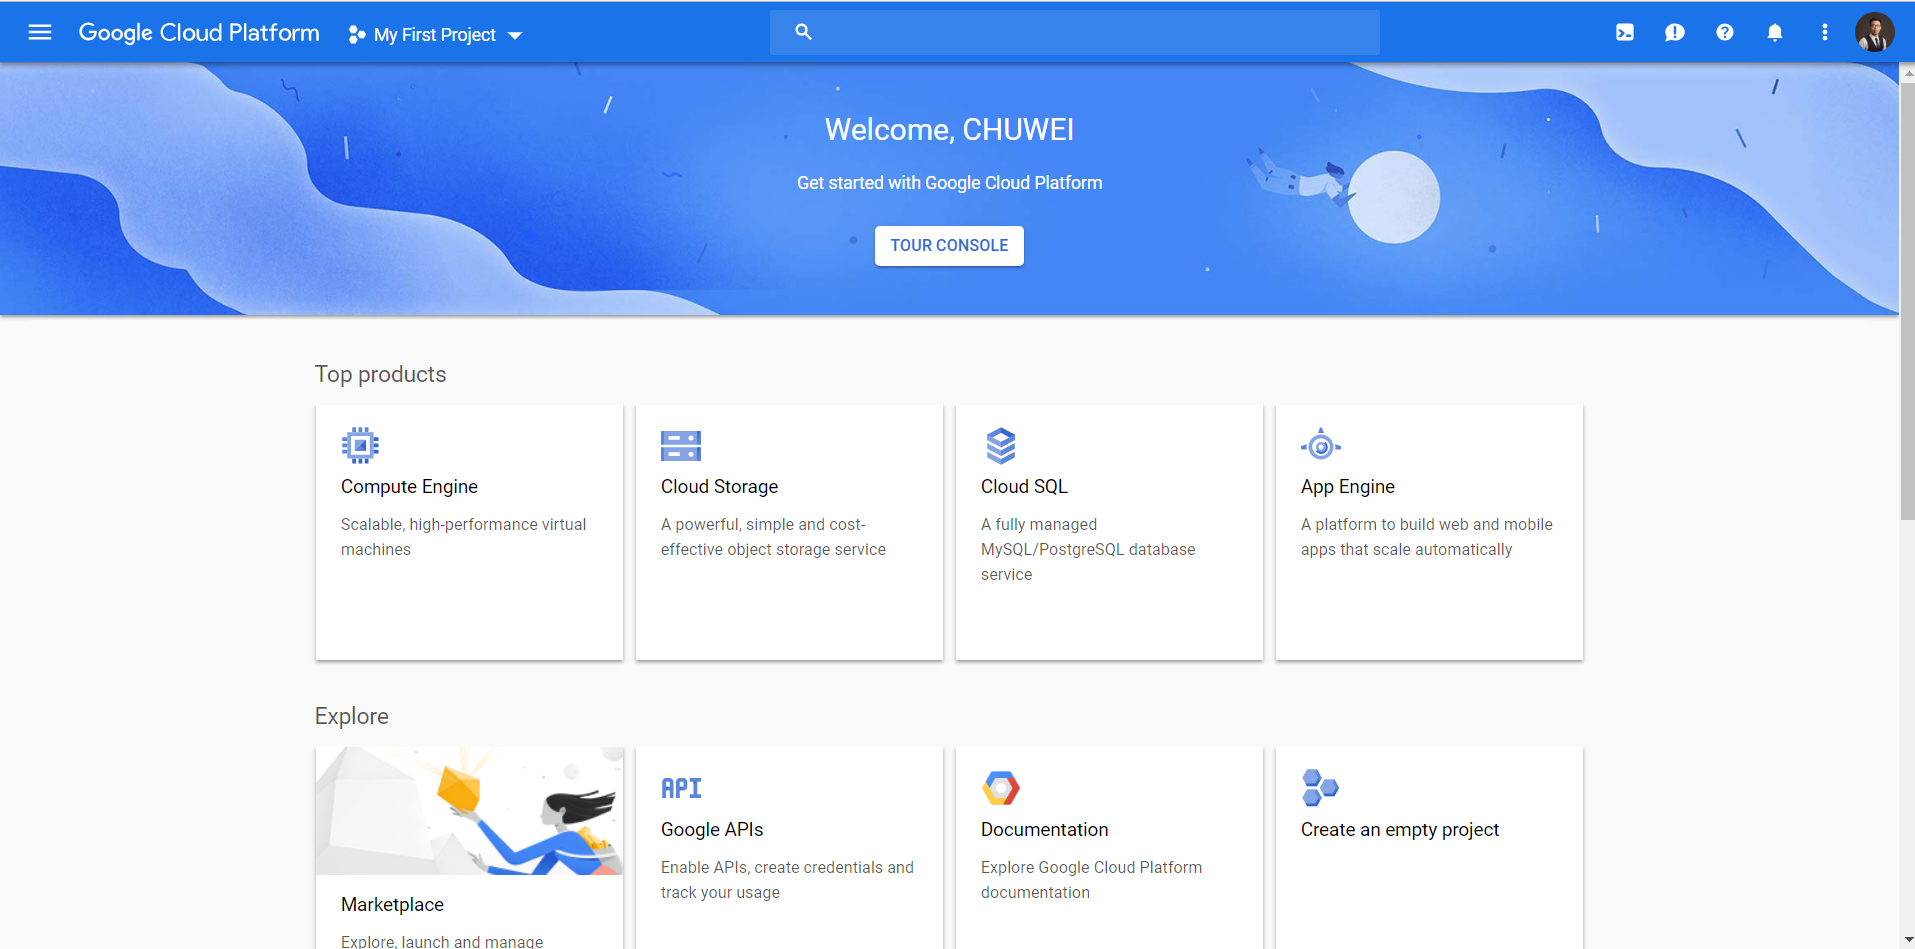 Google Cloud Platform
My First Project
Welcome, CHUWEI
Get started with Google Cloud Platform
TOUR CONSOLE
Top products
Compute Engine
Scalable, high-performance virtual
machines
Cloud Storage
A powerful, simple and cost-
effective object storage service
Cloud SQL
A fully managed
MySQL/PostgreSQL database
service
App Engine
A platform to build web and mobile
apps that scale automatically
Explore
Marketplace
Explore, launch and manage
API
Google APIs
Enable APIs, create credentials and
track your usage
Documentation
Explore Google Cloud Platform
documentation
Create an empty project